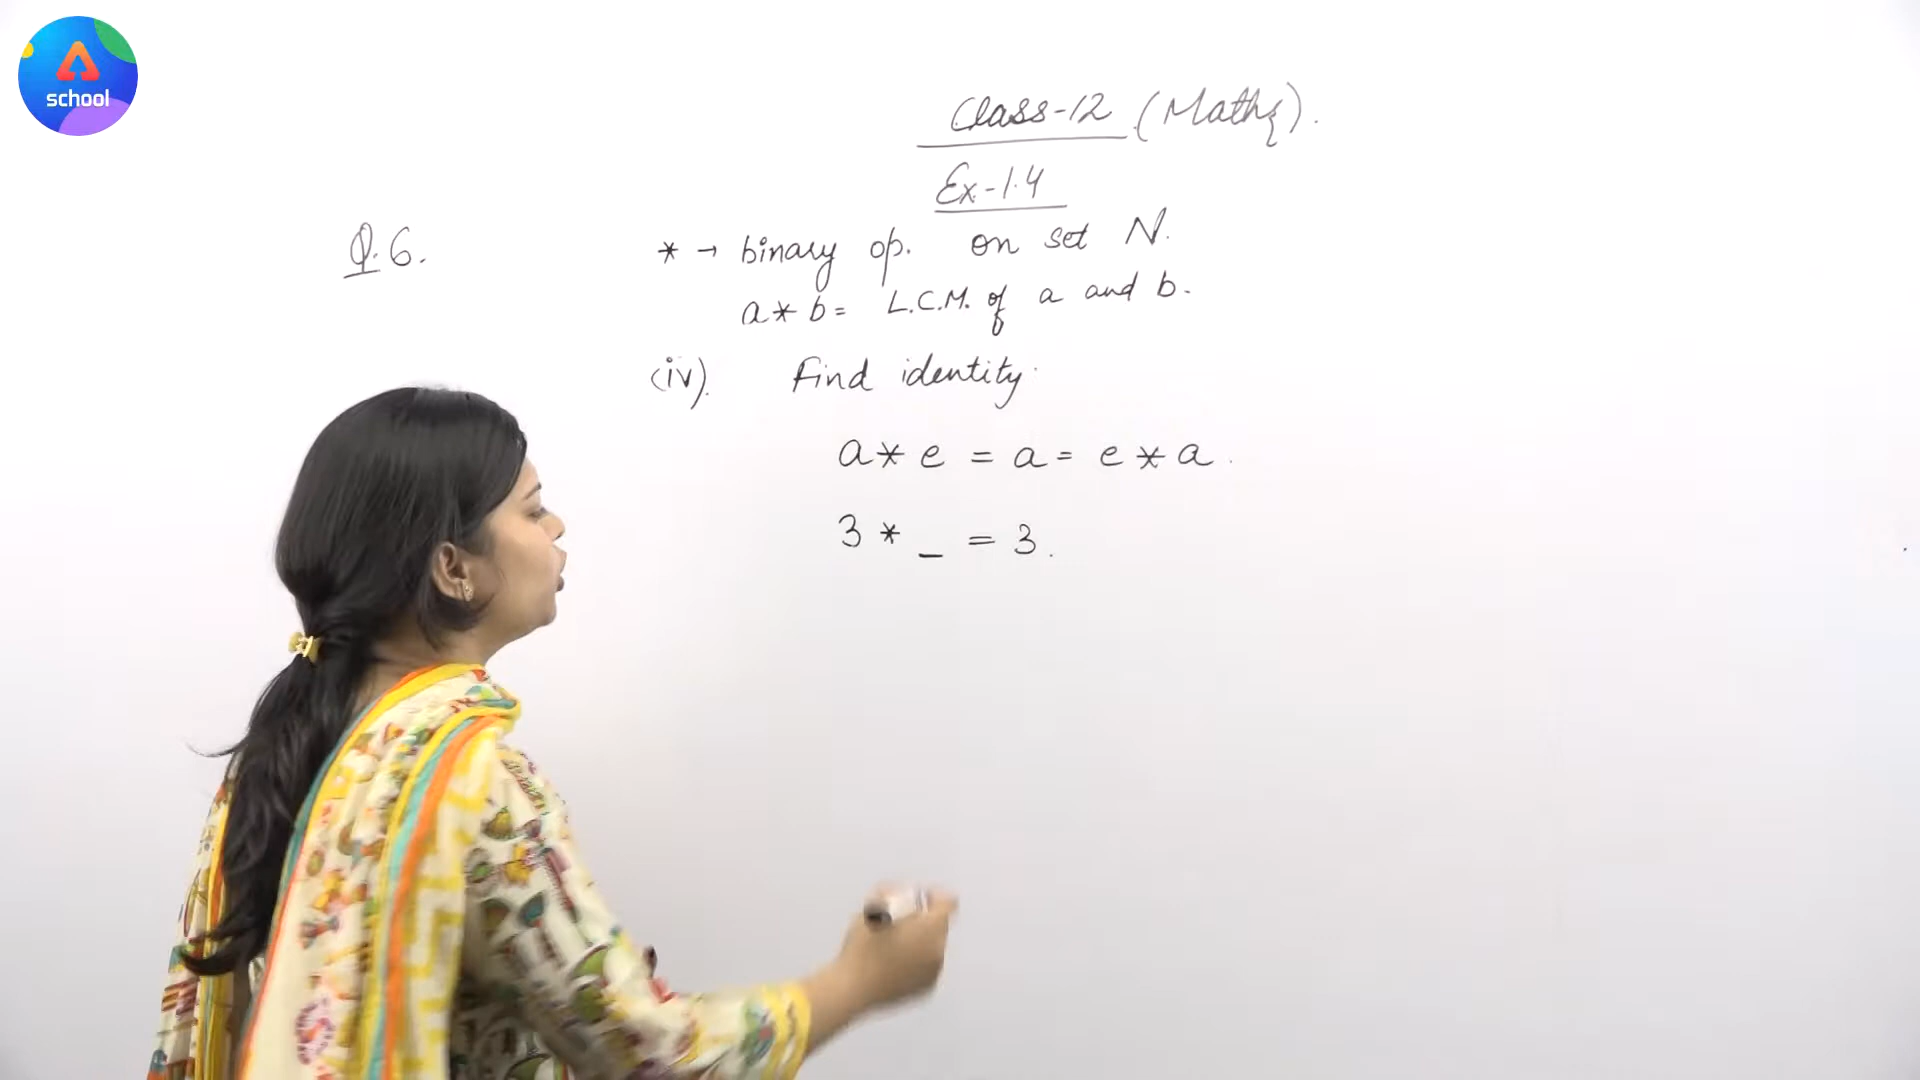 school
Class-12 (Maths).
Ex-1.4
Q.6. * → binary op. on set N.
a * b = L.C.M. of a and b.
(iv). Find identity.
a * e = a = e * a.
3 * _ = 3.